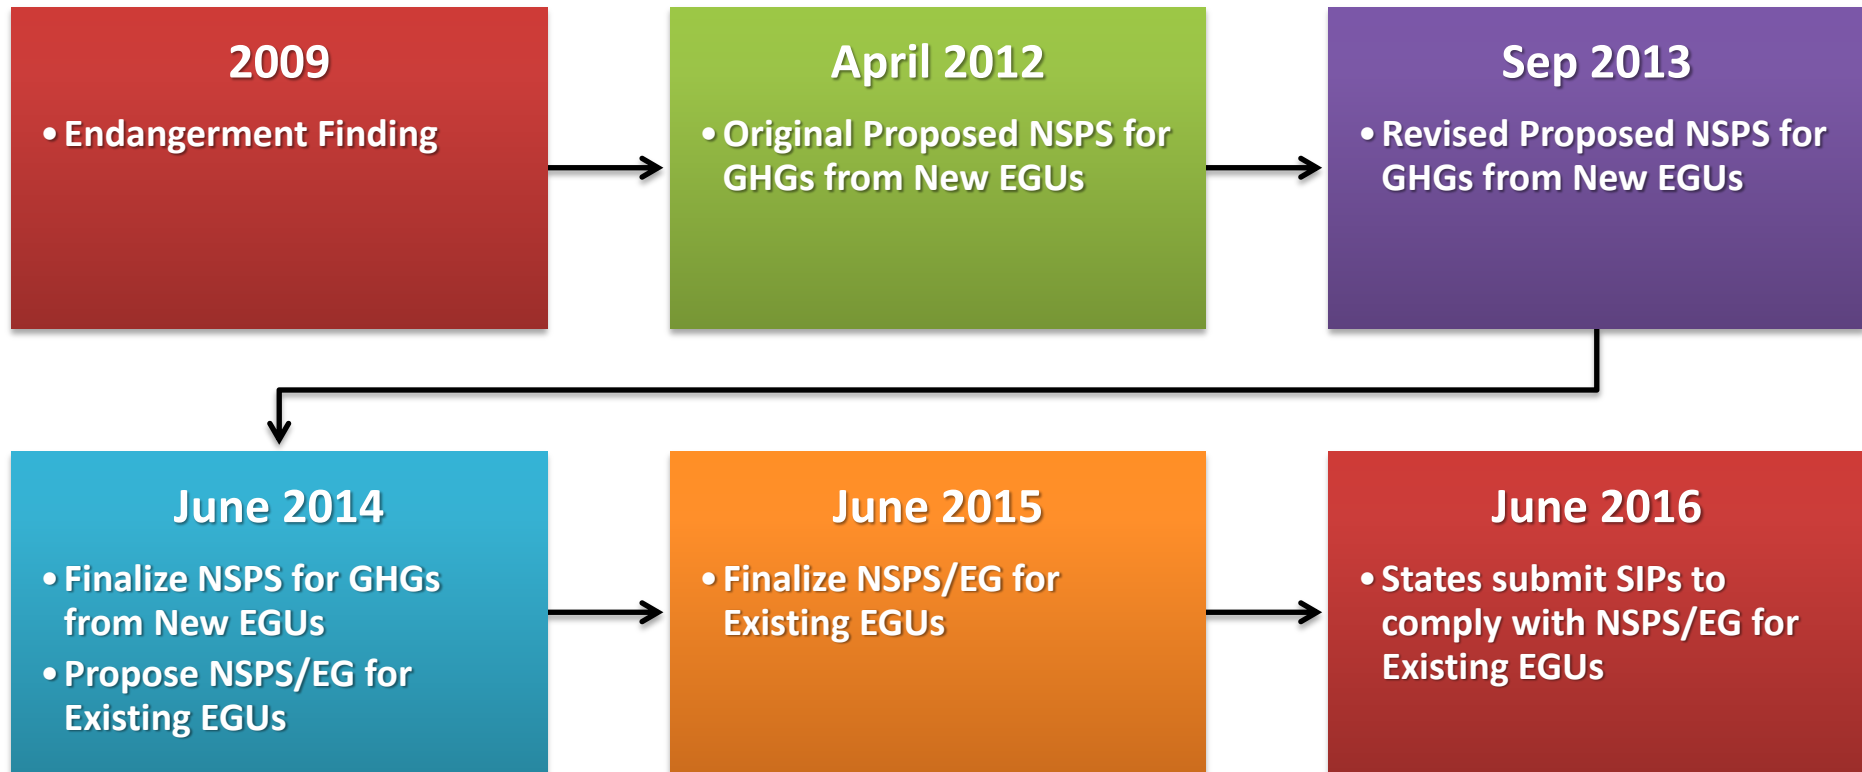 2009
• Endangerment Finding
April 2012
• Original Proposed NSPS for
GHGs from New EGUs
Sep 2013
• Revised Proposed NSPS for
GHGs from New EGUs
June 2014
• Finalize NSPS for GHGs
from New EGUs
• Propose NSPS/EG for
Existing EGUs
June 2015
• Finalize NSPS/EG for
Existing EGUs
June 2016
• States submit SIPs to
comply with NSPS/EG for
Existing EGUs